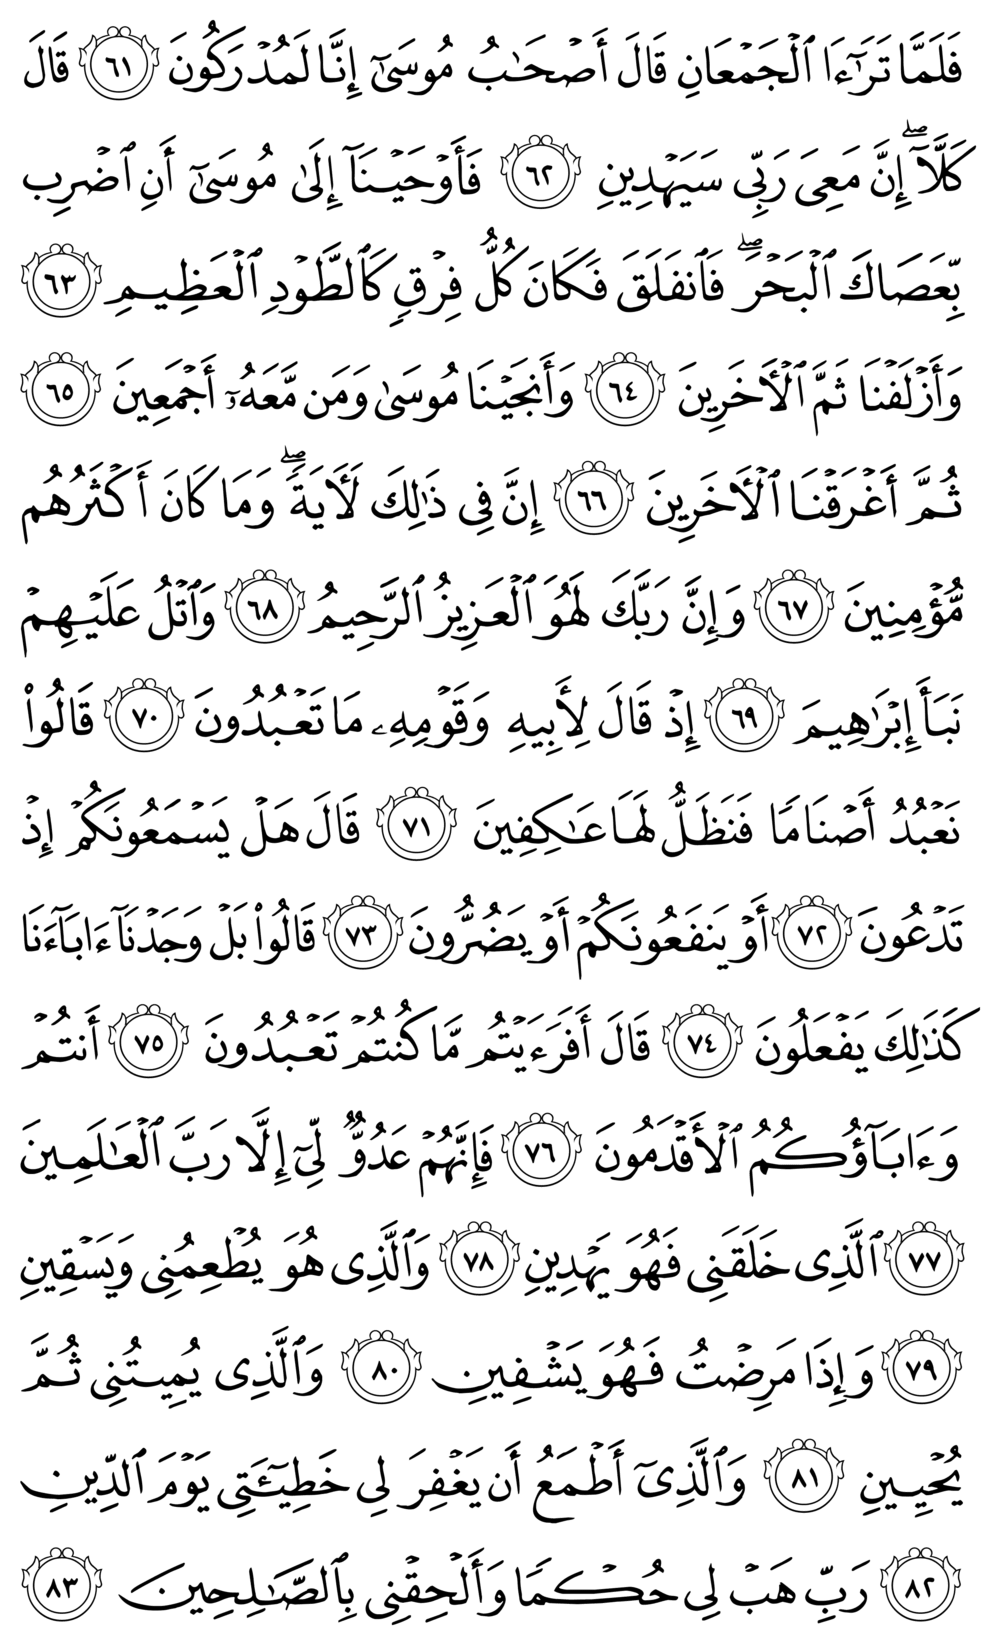 فَلَمَّا تَرَٰٓءَا ٱلۡجَمۡعَانِ قَالَ أَصۡحَٰبُ مُوسَىٰٓ إِنَّا لَمُدۡرَكُونَ ٦١ قَالَ
كَلَّآۖ إِنَّ مَعِيَ رَبِّي سَيَهۡدِينِ ٦٢ فَأَوۡحَيۡنَآ إِلَىٰ مُوسَىٰٓ أَنِ ٱضۡرِب
بِّعَصَاكَ ٱلۡبَحۡرَۖ فَٱنفَلَقَ فَكَانَ كُلُّ فِرۡقٖ كَٱلطَّوۡدِ ٱلۡعَظِيمِ ٦٣
وَأَزۡلَفۡنَا ثَمَّ ٱلۡأٓخَرِينَ ٦٤ وَأَنجَيۡنَا مُوسَىٰ وَمَن مَّعَهُۥٓ أَجۡمَعِينَ ٦٥
ثُمَّ أَغۡرَقۡنَا ٱلۡأٓخَرِينَ ٦٦ إِنَّ فِي ذَٰلِكَ لَأٓيَةٗۖ وَمَا كَانَ أَكۡثَرُهُم
مُّؤۡمِنِينَ ٦٧ وَإِنَّ رَبَّكَ لَهُوَ ٱلۡعَزِيزُ ٱلرَّحِيمُ ٦٨ وَٱتۡلُ عَلَيۡهِمۡ
نَبَأَ إِبۡرَٰهِيمَ ٦٩ إِذۡ قَالَ لِأَبِيهِ وَقَوۡمِهِۦ مَا تَعۡبُدُونَ ٧٠ قَالُواْ
نَعۡبُدُ أَصۡنَامٗا فَنَظَلُّ لَهَا عَٰكِفِينَ ٧١ قَالَ هَلۡ يَسۡمَعُونَكُمۡ إِذۡ
تَدۡعُونَ ٧٢ أَوۡ يَنفَعُونَكُمۡ أَوۡ يَضُرُّونَ ٧٣ قَالُواْ بَلۡ وَجَدۡنَآ ءَابَآءَنَا
كَذَٰلِكَ يَفۡعَلُونَ ٧٤ قَالَ أَفَرَءَيۡتُم مَّا كُنتُمۡ تَعۡبُدُونَ ٧٥ أَنتُمۡ
وَءَابَآؤُكُمُ ٱلۡأَقۡدَمُونَ ٧٦ فَإِنَّهُمۡ عَدُوّٞ لِّيٓ إِلَّا رَبَّ ٱلۡعَٰلَمِينَ
٧٧ ٱلَّذِي خَلَقَنِي فَهُوَ يَهۡدِينِ ٧٨ وَٱلَّذِي هُوَ يُطۡعِمُنِي وَيَسۡقِينِ
٧٩ وَإِذَا مَرِضۡتُ فَهُوَ يَشۡفِينِ ٨٠ وَٱلَّذِي يُمِيتُنِي ثُمَّ
يُحۡيِينِ ٨١ وَٱلَّذِيٓ أَطۡمَعُ أَن يَغۡفِرَ لِي خَطِيٓـَٔتِي يَوۡمَ ٱلدِّينِ
٨٢ رَبِّ هَبۡ لِي حُكۡمٗا وَأَلۡحِقۡنِي بِٱلصَّٰلِحِينَ ٨٣